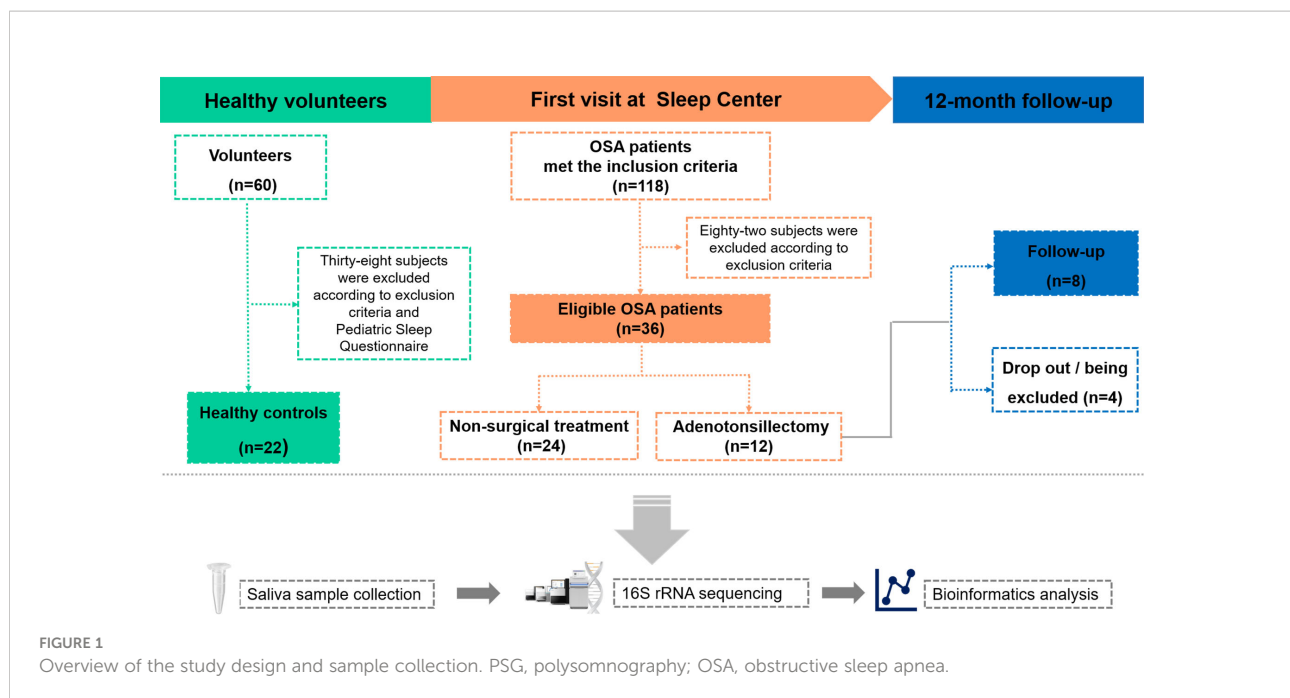 Healthy volunteers
First visit at Sleep Center
12-month follow-up
Volunteers
(n=60)
Thirty-eight subjects
were excluded
according to exclusion
criteria and
Pediatric Sleep
Questionnaire
Healthy controls
(n=22)
OSA patients
met the inclusion criteria
(n=118)
Eighty-two subjects were
excluded according to
exclusion criteria
Eligible OSA patients
(n=36)
Non-surgical treatment
(n=24)
Adenotonsillectomy
(n=12)
Follow-up
(n=8)
Drop out / being
excluded (n=4)
Saliva sample collection
16S rRNA sequencing
Bioinformatics analysis
FIGURE 1
Overview of the study design and sample collection. PSG, polysomnography; OSA, obstructive sleep apnea.